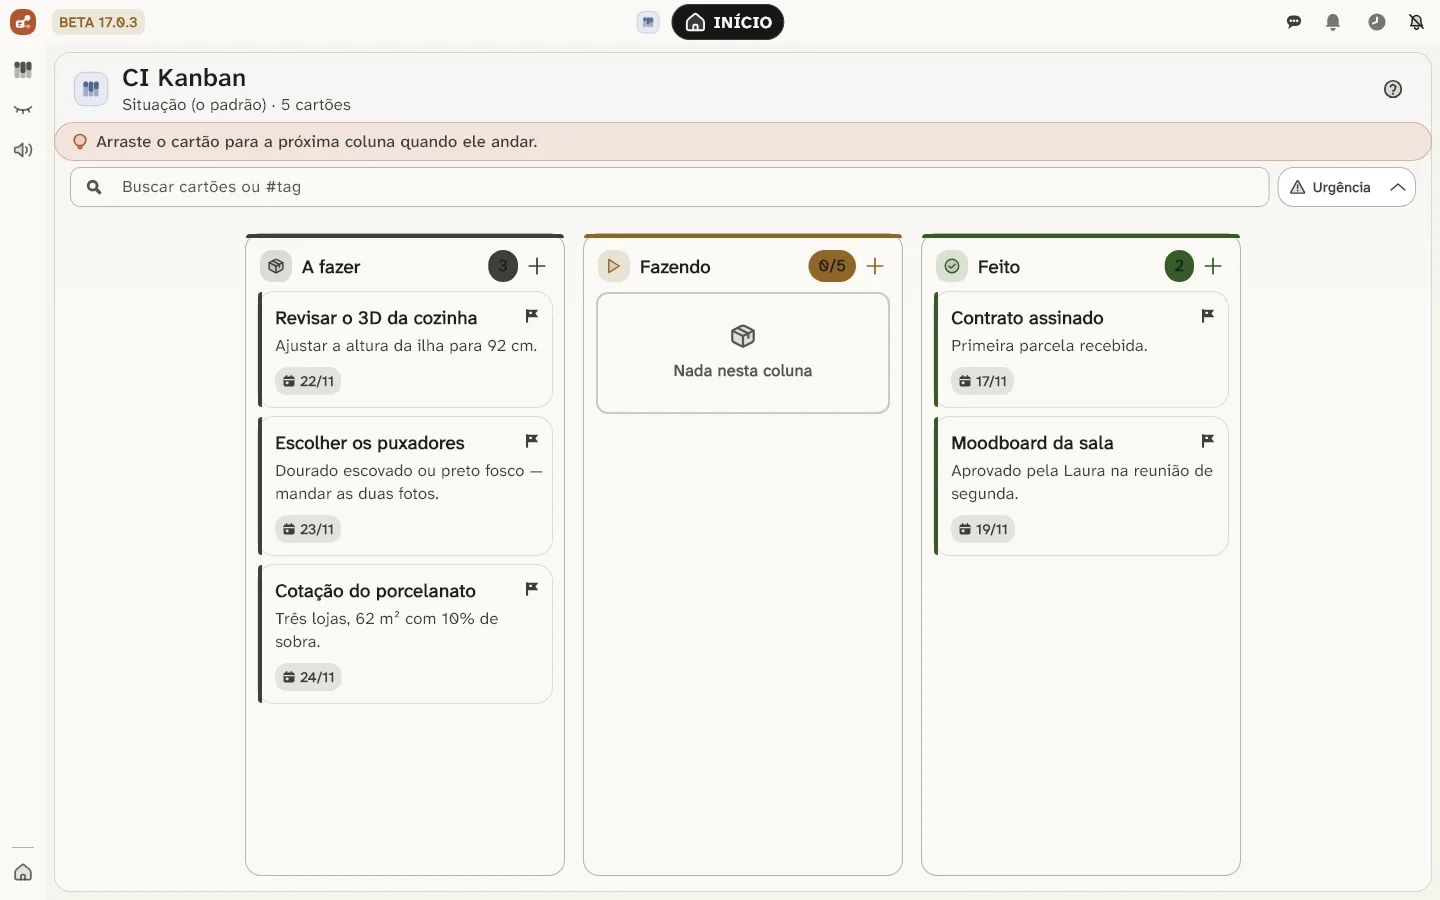 BETA 17.0.3
INÍCIO
CI Kanban
Situação (o padrão) · 5 cartões
Arraste o cartão para a próxima coluna quando ele andar.
Buscar cartões ou #tag
Urgência
A fazer
3
Revisar o 3D da cozinha
Ajustar a altura da ilha para 92 cm.
22/11
Escolher os puxadores
Dourado escovado ou preto fosco —
mandar as duas fotos.
23/11
Cotação do porcelanato
Três lojas, 62 m² com 10% de
sobra.
24/11
Fazendo
0/5
Nada nesta coluna
Feito
2
Contrato assinado
Primeira parcela recebida.
17/11
Moodboard da sala
Aprovado pela Laura na reunião de
segunda.
19/11